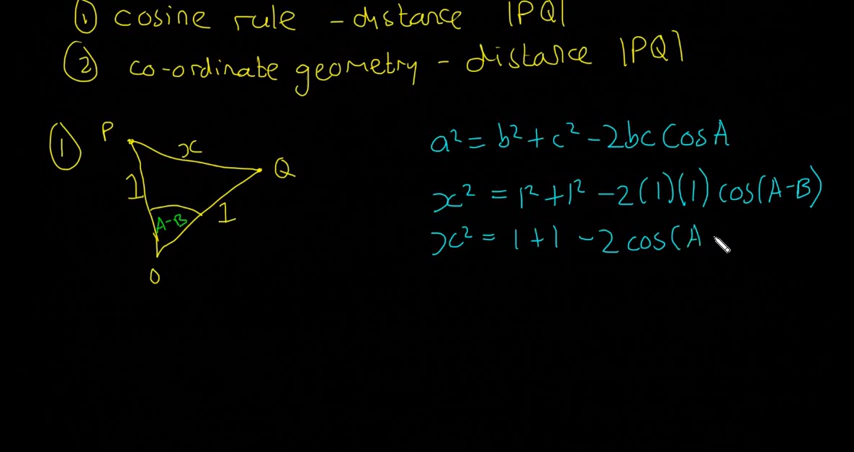 ① cosine rule - distance |PQ|
② co-ordinate geometry - distance |PQ|
①
P
x
Q
1
1
A-B
O
a² = b² + c² - 2bc Cos A
x² = 1² + 1² - 2(1)(1) cos(A-B)
x² = 1 + 1 - 2 cos(A